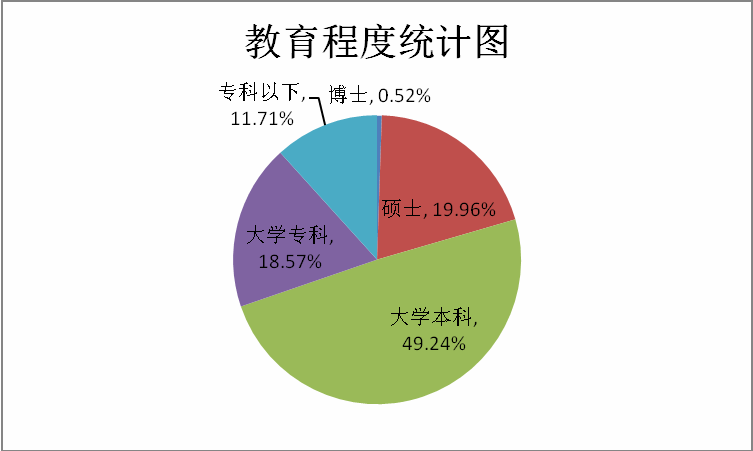 教育程度统计图
专科以下,
11.71%
博士, 0.52%
硕士, 19.96%
大学专科,
18.57%
大学本科,
49.24%